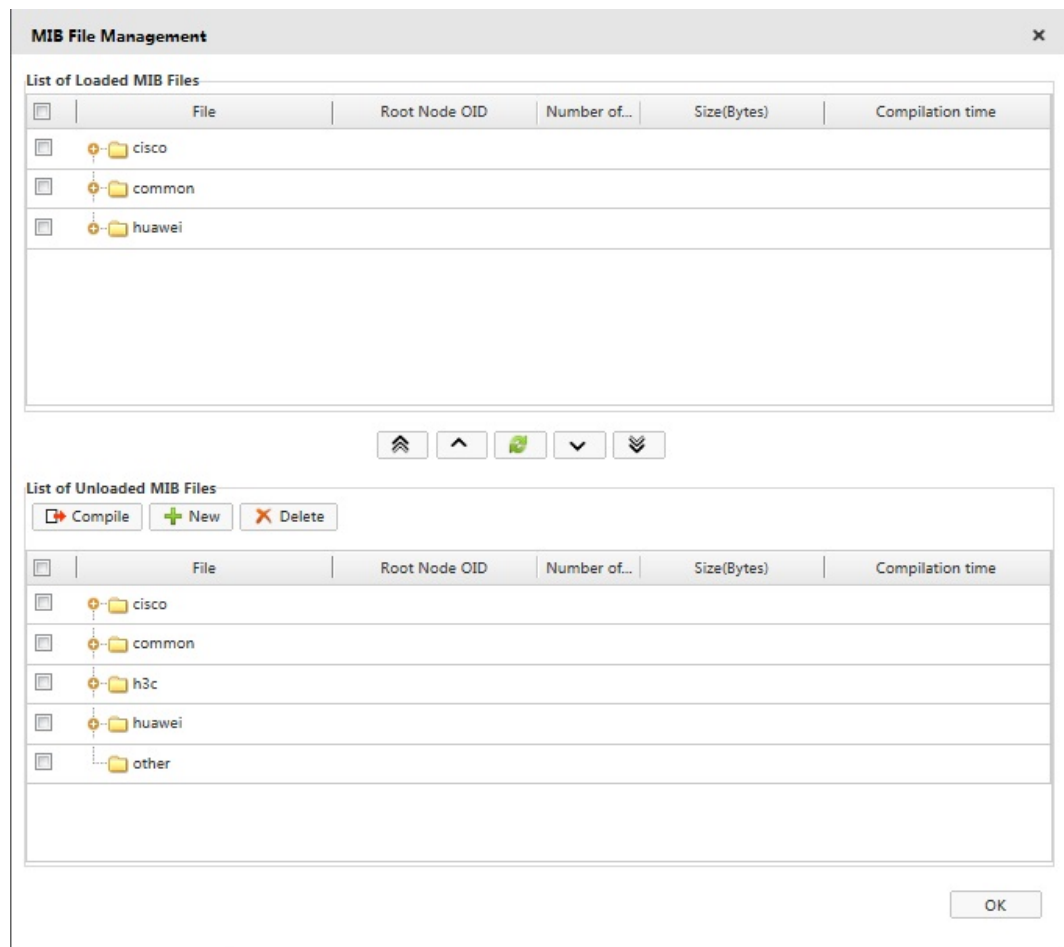 MIB File Management
List of Loaded MIB Files
File Root Node OID Number of... Size(Bytes) Compilation time
cisco
common
huawei
List of Unloaded MIB Files
Compile New Delete
File Root Node OID Number of... Size(Bytes) Compilation time
cisco
common
h3c
huawei
other
OK